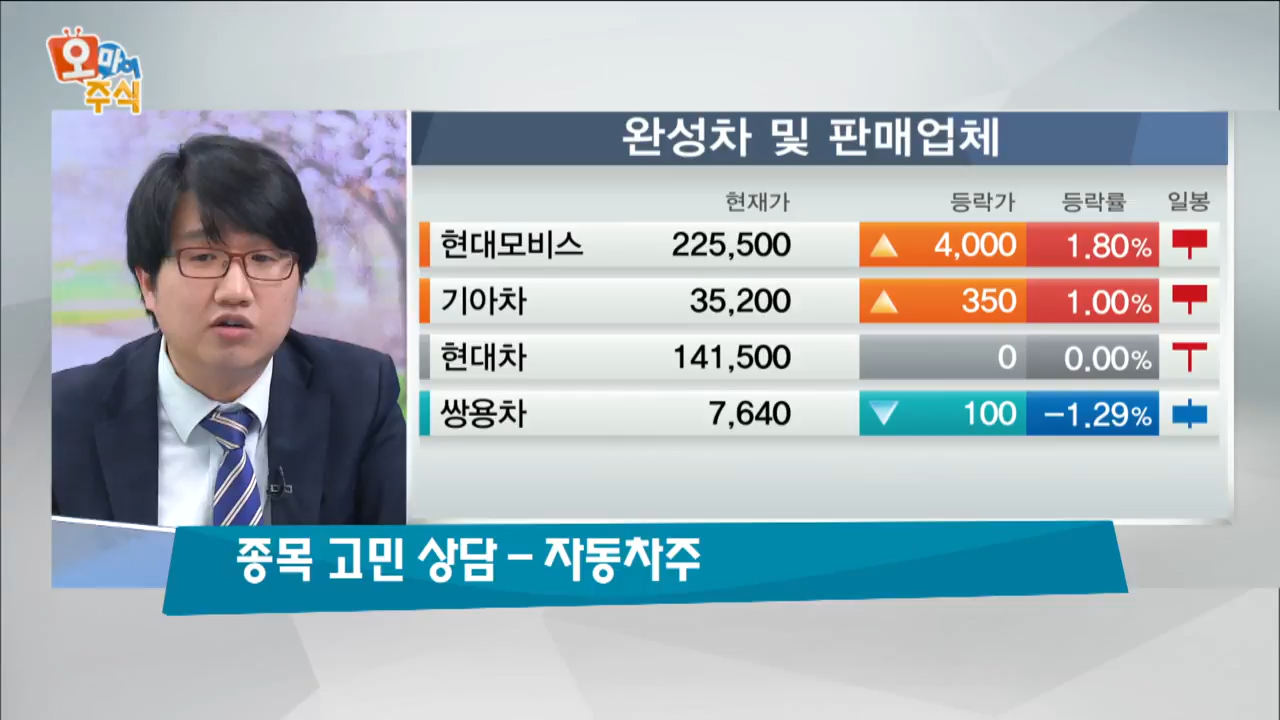 오마이
주식
완성차 및 판매업체
현재가 등락가 등락률 일봉
현대모비스 225,500 4,000 1.80%
기아차 35,200 350 1.00%
현대차 141,500 0 0.00%
쌍용차 7,640 100 -1.29%
종목 고민 상담 - 자동차주